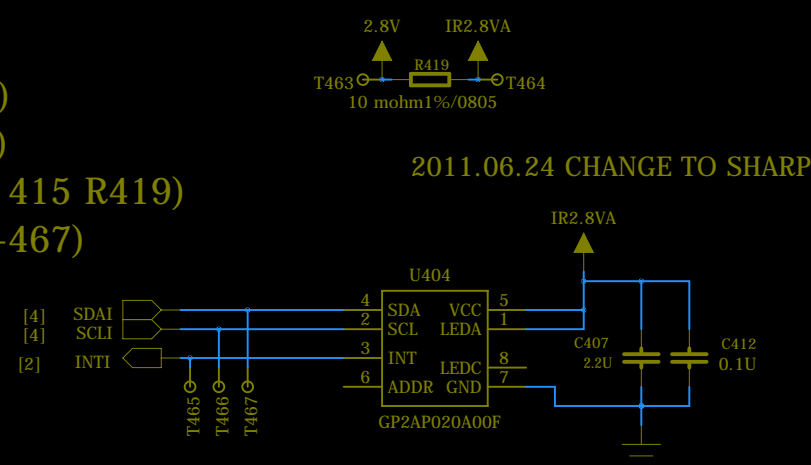 2.8V IR2.8VA
R419
T463 T464
10 mohm1%/0805
)
)
415 R419)
-467)
2011.06.24 CHANGE TO SHARP
IR2.8VA
U404
[4] SDAI 4 SDA VCC 5
[4] SCLI 2 SCL LEDA 1
[2] INTI 3 INT LEDC 8
6 ADDR GND 7
GP2AP020A00F
C407
2.2U
C412
0.1U
T465
T466
T467